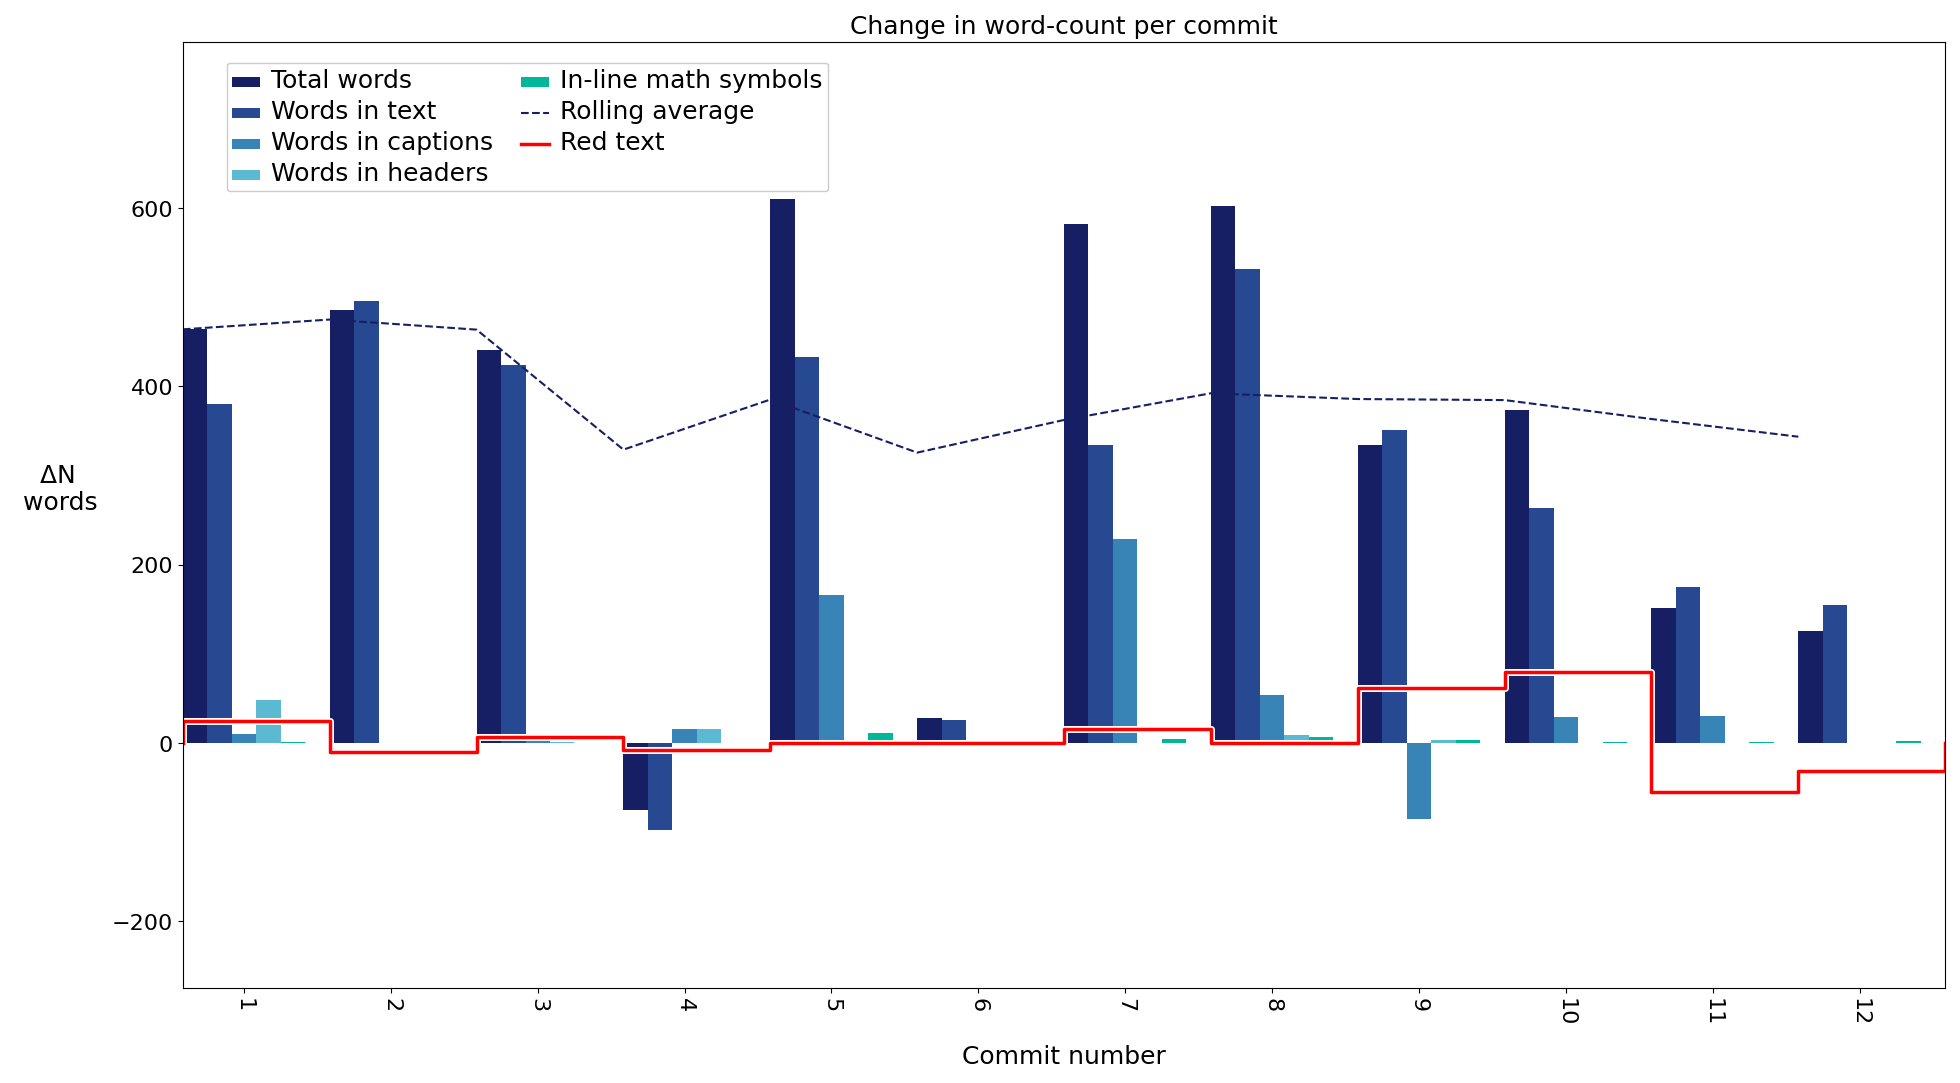 Change in word-count per commit
Total words
Words in text
Words in captions
Words in headers
In-line math symbols
Rolling average
Red text
600
400
200
0
−200
ΔN
words
1
2
3
4
5
6
7
8
9
10
11
12
Commit number